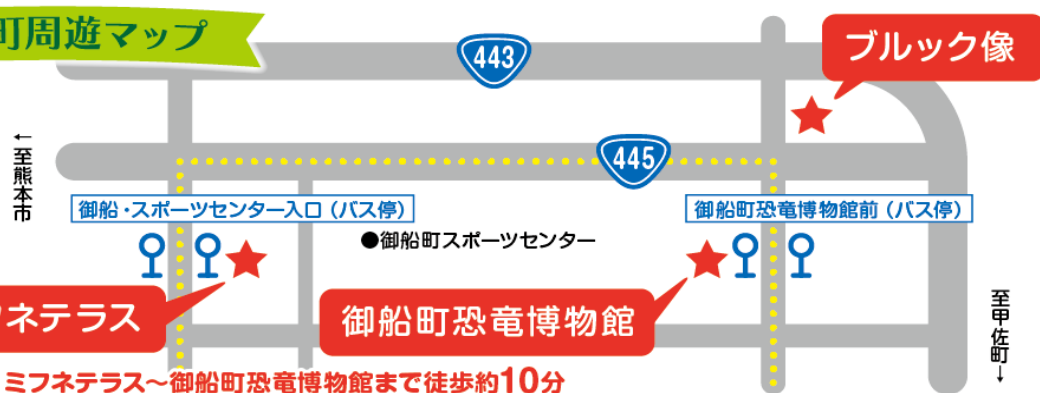 町周遊マップ
443
ブルック像
445
←至熊本市
御船・スポーツセンター入口(バス停)
御船町恐竜博物館前(バス停)
●御船町スポーツセンター
フネテラス
御船町恐竜博物館
至甲佐町→
ミフネテラス～御船町恐竜博物館まで徒歩約10分